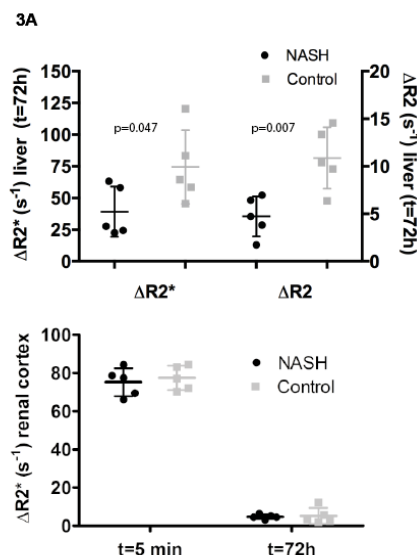 3A
NASH
Control
ΔR2* (s⁻¹) liver (t=72h)
150
125
100
75
50
25
0
p=0.047
p=0.007
20
15
10
5
0
ΔR2 (s⁻¹) liver (t=72h)
ΔR2*
ΔR2
ΔR2* (s⁻¹) renal cortex
100
80
60
40
20
0
NASH
Control
t=5 min
t=72h